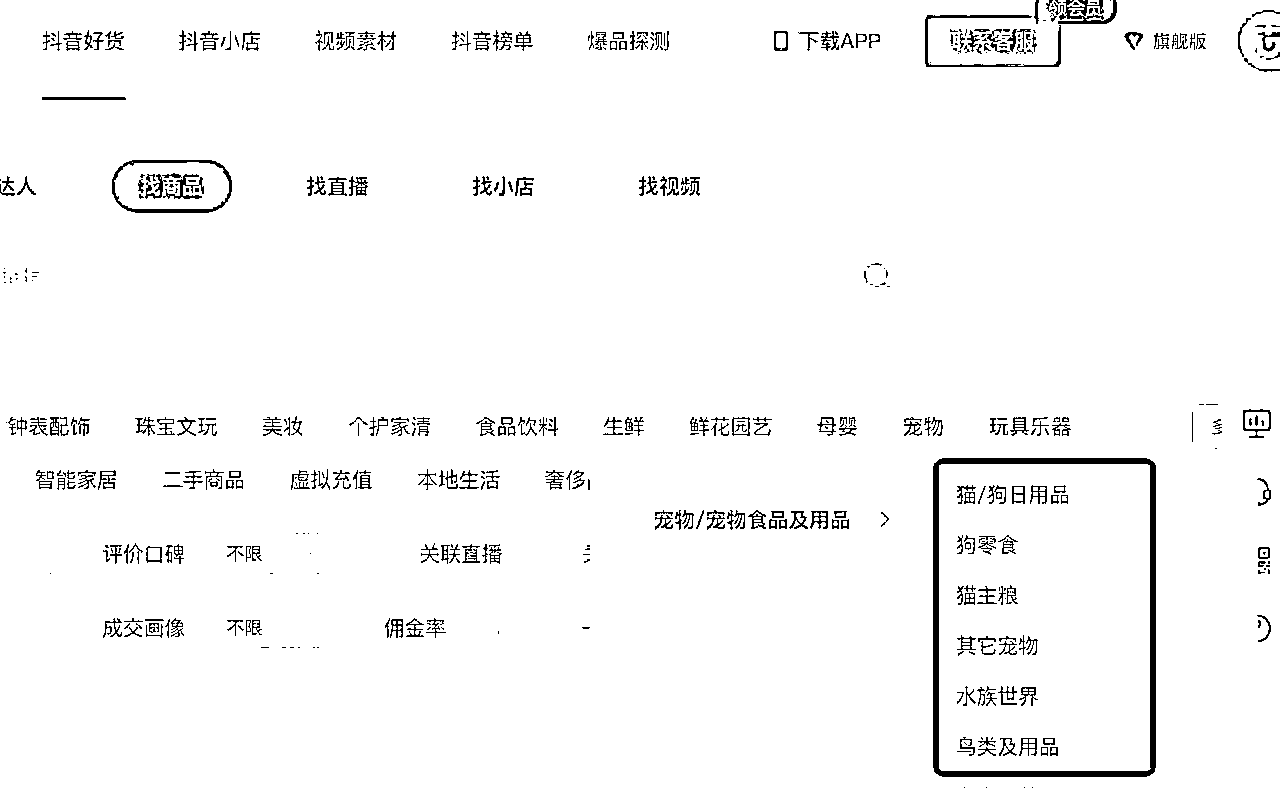 领会员
抖音好货 抖音小店 视频素材 抖音榜单 爆品探测 下载APP 联系客服 旗舰版
达人 找商品 找直播 找小店 找视频
钟表配饰 珠宝文玩 美妆 个护家清 食品饮料 生鲜 鲜花园艺 母婴 宠物 玩具乐器
智能家居 二手商品 虚拟充值 本地生活 奢侈
宠物/宠物食品及用品
猫/狗日用品
狗零食
猫主粮
其它宠物
水族世界
鸟类及用品
评价口碑 不限 关联直播
成交画像 不限 佣金率